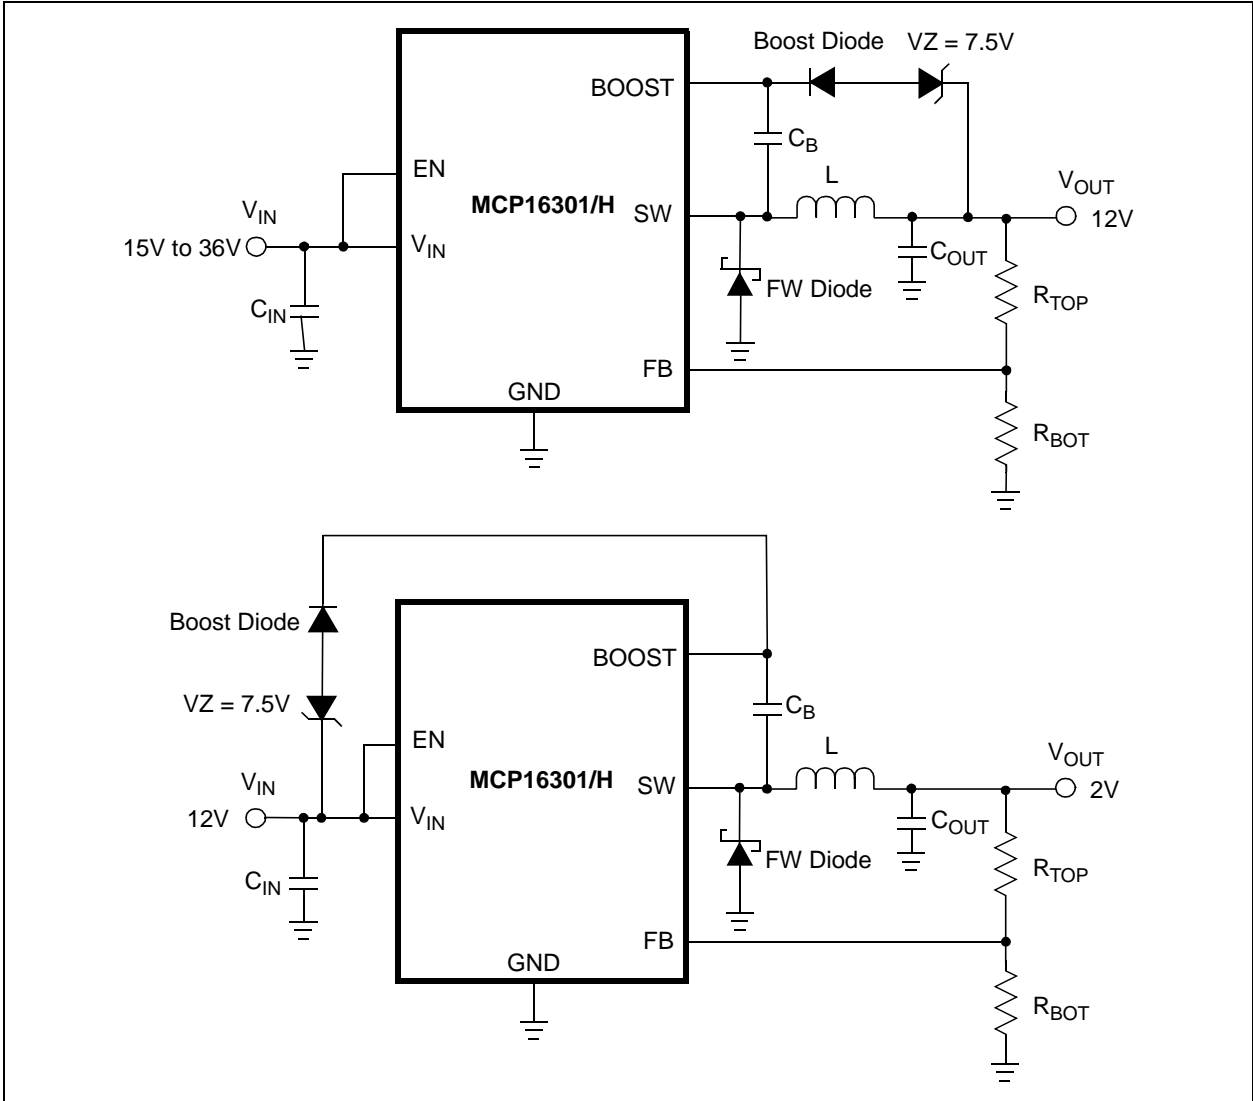 Boost Diode VZ = 7.5V
BOOST
C_B
EN
L
V_OUT
MCP16301/H
SW
12V
V_IN
15V to 36V
V_IN
C_OUT
FW Diode
R_TOP
C_IN
FB
GND
R_BOT
Boost Diode
BOOST
VZ = 7.5V
C_B
EN
L
V_OUT
V_IN
MCP16301/H
SW
2V
12V
V_IN
C_OUT
FW Diode
R_TOP
C_IN
FB
GND
R_BOT